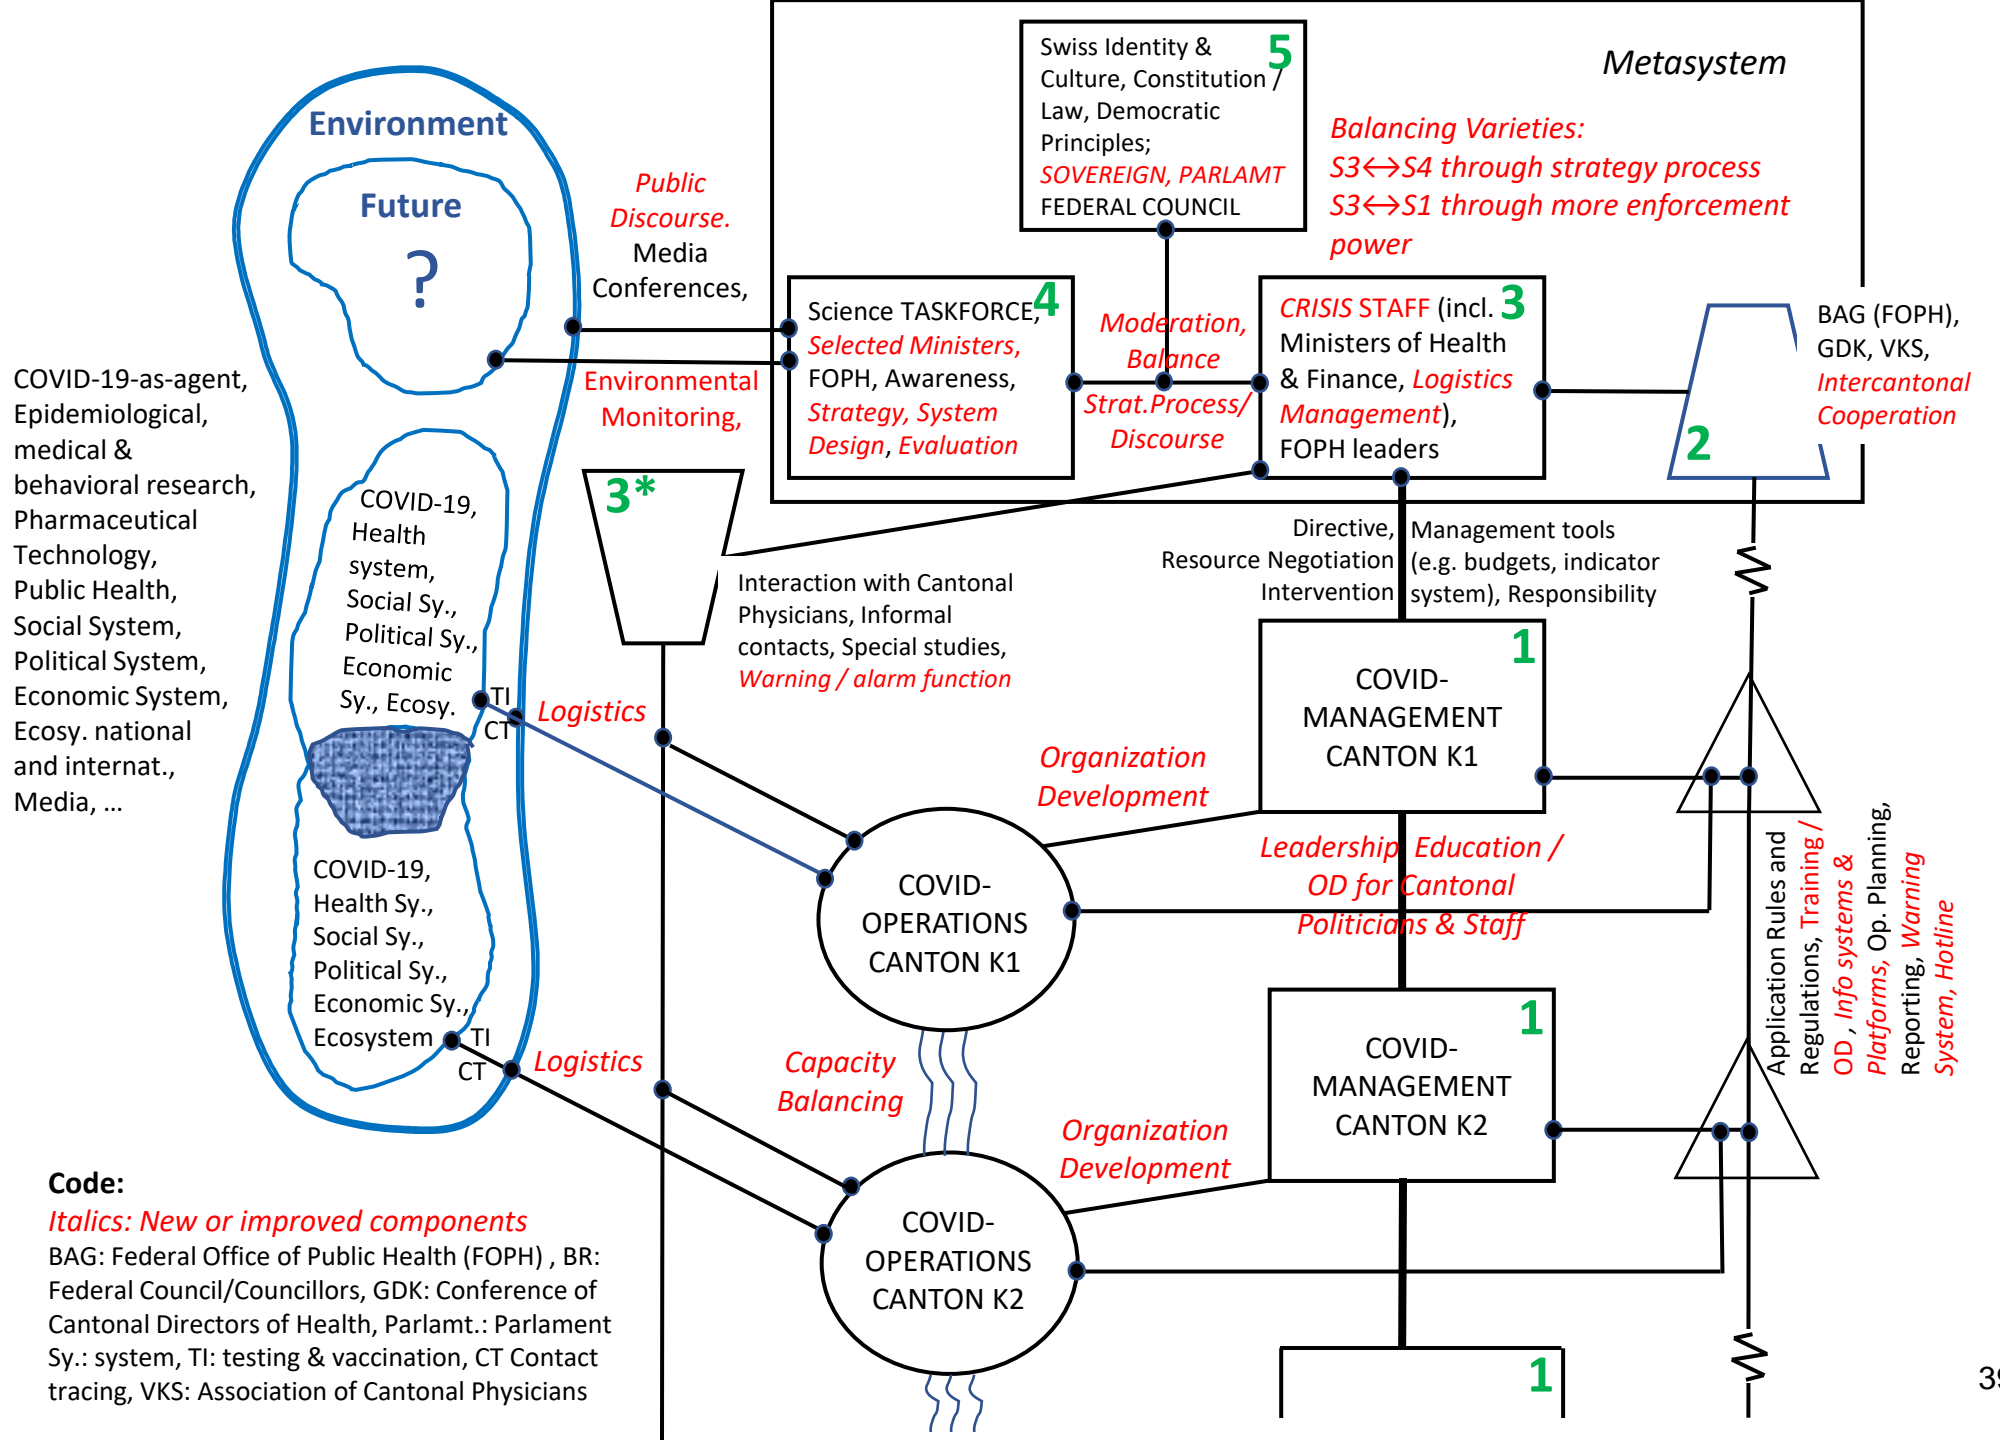 Metasystem
Swiss Identity &
Culture, Constitution /
Law, Democratic
Principles;
SOVEREIGN, PARLAMT
FEDERAL COUNCIL
5
Balancing Varieties:
S3↔S4 through strategy process
S3↔S1 through more enforcement
power
Environment
Future
?
Public
Discourse.
Media
Conferences,
Environmental
Monitoring,
Science TASKFORCE,
Selected Ministers,
FOPH, Awareness,
Strategy, System
Design, Evaluation
4
Moderation,
Balance
Strat.Process/
Discourse
CRISIS STAFF (incl.
Ministers of Health
& Finance, Logistics
Management),
FOPH leaders
3
2
BAG (FOPH),
GDK, VKS,
Intercantonal
Cooperation
COVID-19-as-agent,
Epidemiological,
medical &
behavioral research,
Pharmaceutical
Technology,
Public Health,
Social System,
Political System,
Economic System,
Ecosy. national
and internat.,
Media, ...
COVID-19,
Health
system,
Social Sy.,
Political Sy.,
Economic
Sy., Ecosy.
TI
CT
Logistics
3*
Interaction with Cantonal
Physicians, Informal
contacts, Special studies,
Warning / alarm function
Directive,
Resource Negotiation
Intervention
Management tools
(e.g. budgets, indicator
system), Responsibility
1
COVID-
MANAGEMENT
CANTON K1
Organization
Development
Leadership Education /
OD for Cantonal
Politicians & Staff
COVID-
OPERATIONS
CANTON K1
Application Rules and
Regulations, Training /
OD , Info systems &
Platforms, Op. Planning,
Reporting, Warning
System, Hotline
COVID-19,
Health Sy.,
Social Sy.,
Political Sy.,
Economic Sy.,
Ecosystem
TI
CT
Logistics
Capacity
Balancing
1
COVID-
MANAGEMENT
CANTON K2
Organization
Development
COVID-
OPERATIONS
CANTON K2
1
Code:
Italics: New or improved components
BAG: Federal Office of Public Health (FOPH) , BR:
Federal Council/Councillors, GDK: Conference of
Cantonal Directors of Health, Parlamt.: Parlament
Sy.: system, TI: testing & vaccination, CT Contact
tracing, VKS: Association of Cantonal Physicians